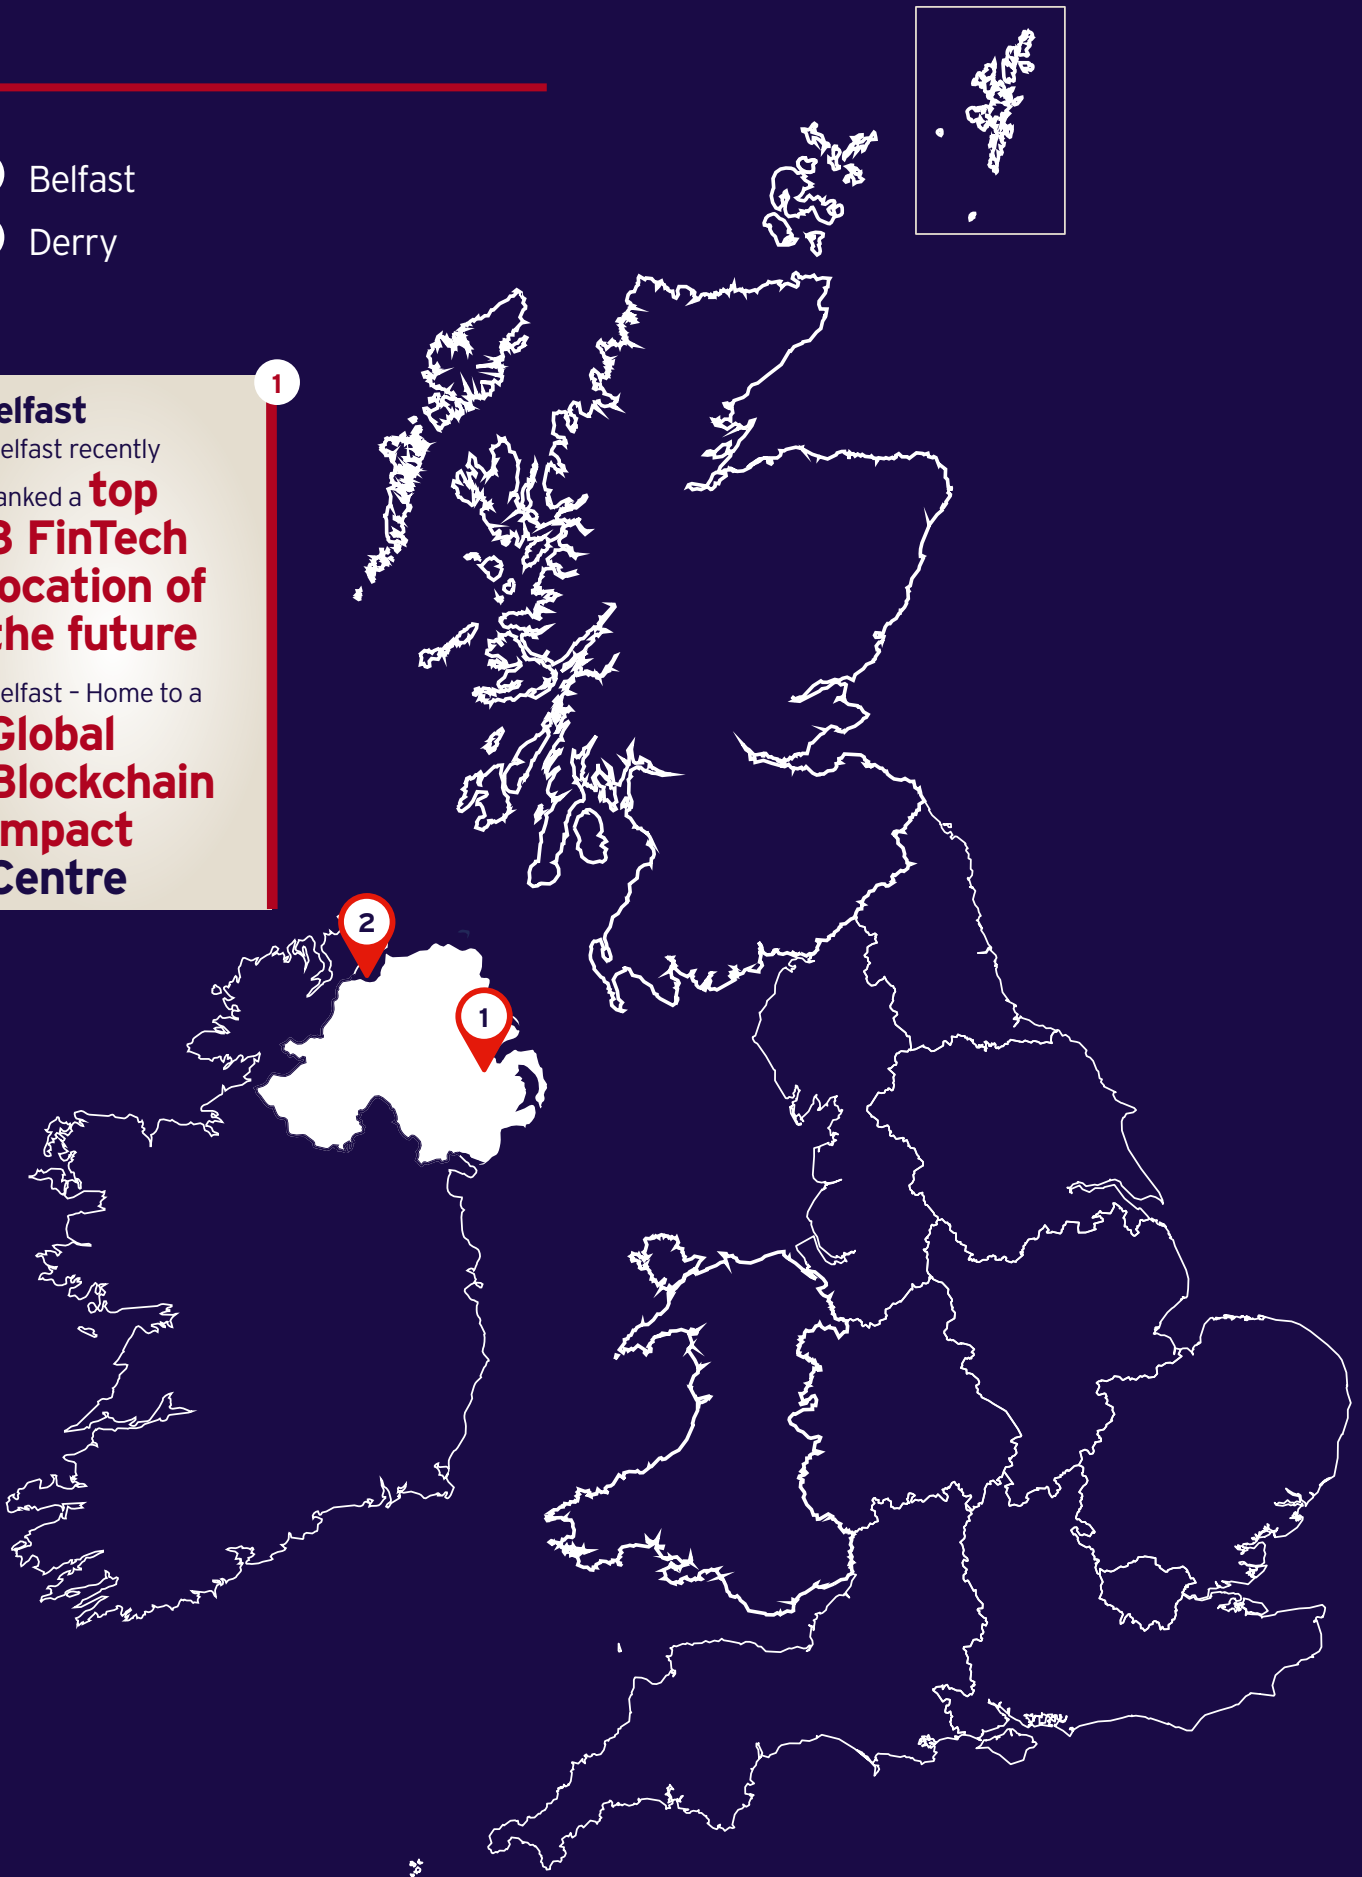 Belfast
Derry
1
elfast
elfast recently
anked a top
3 FinTech
ocation of
the future
elfast – Home to a
Global
Blockchain
mpact
Centre
2
1